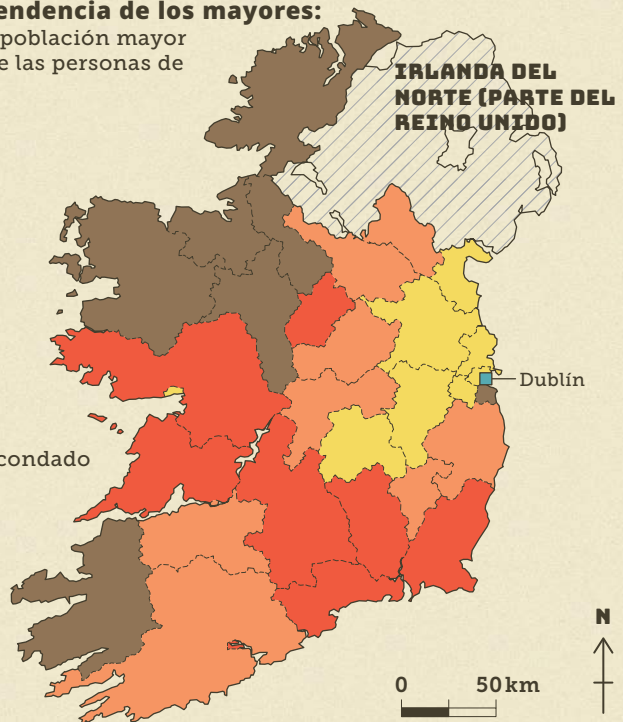 endencia de los mayores:
población mayor
e las personas de
IRLANDA DEL
NORTE (PARTE DEL
REINO UNIDO)
Dublín
condado
N
0 50 km